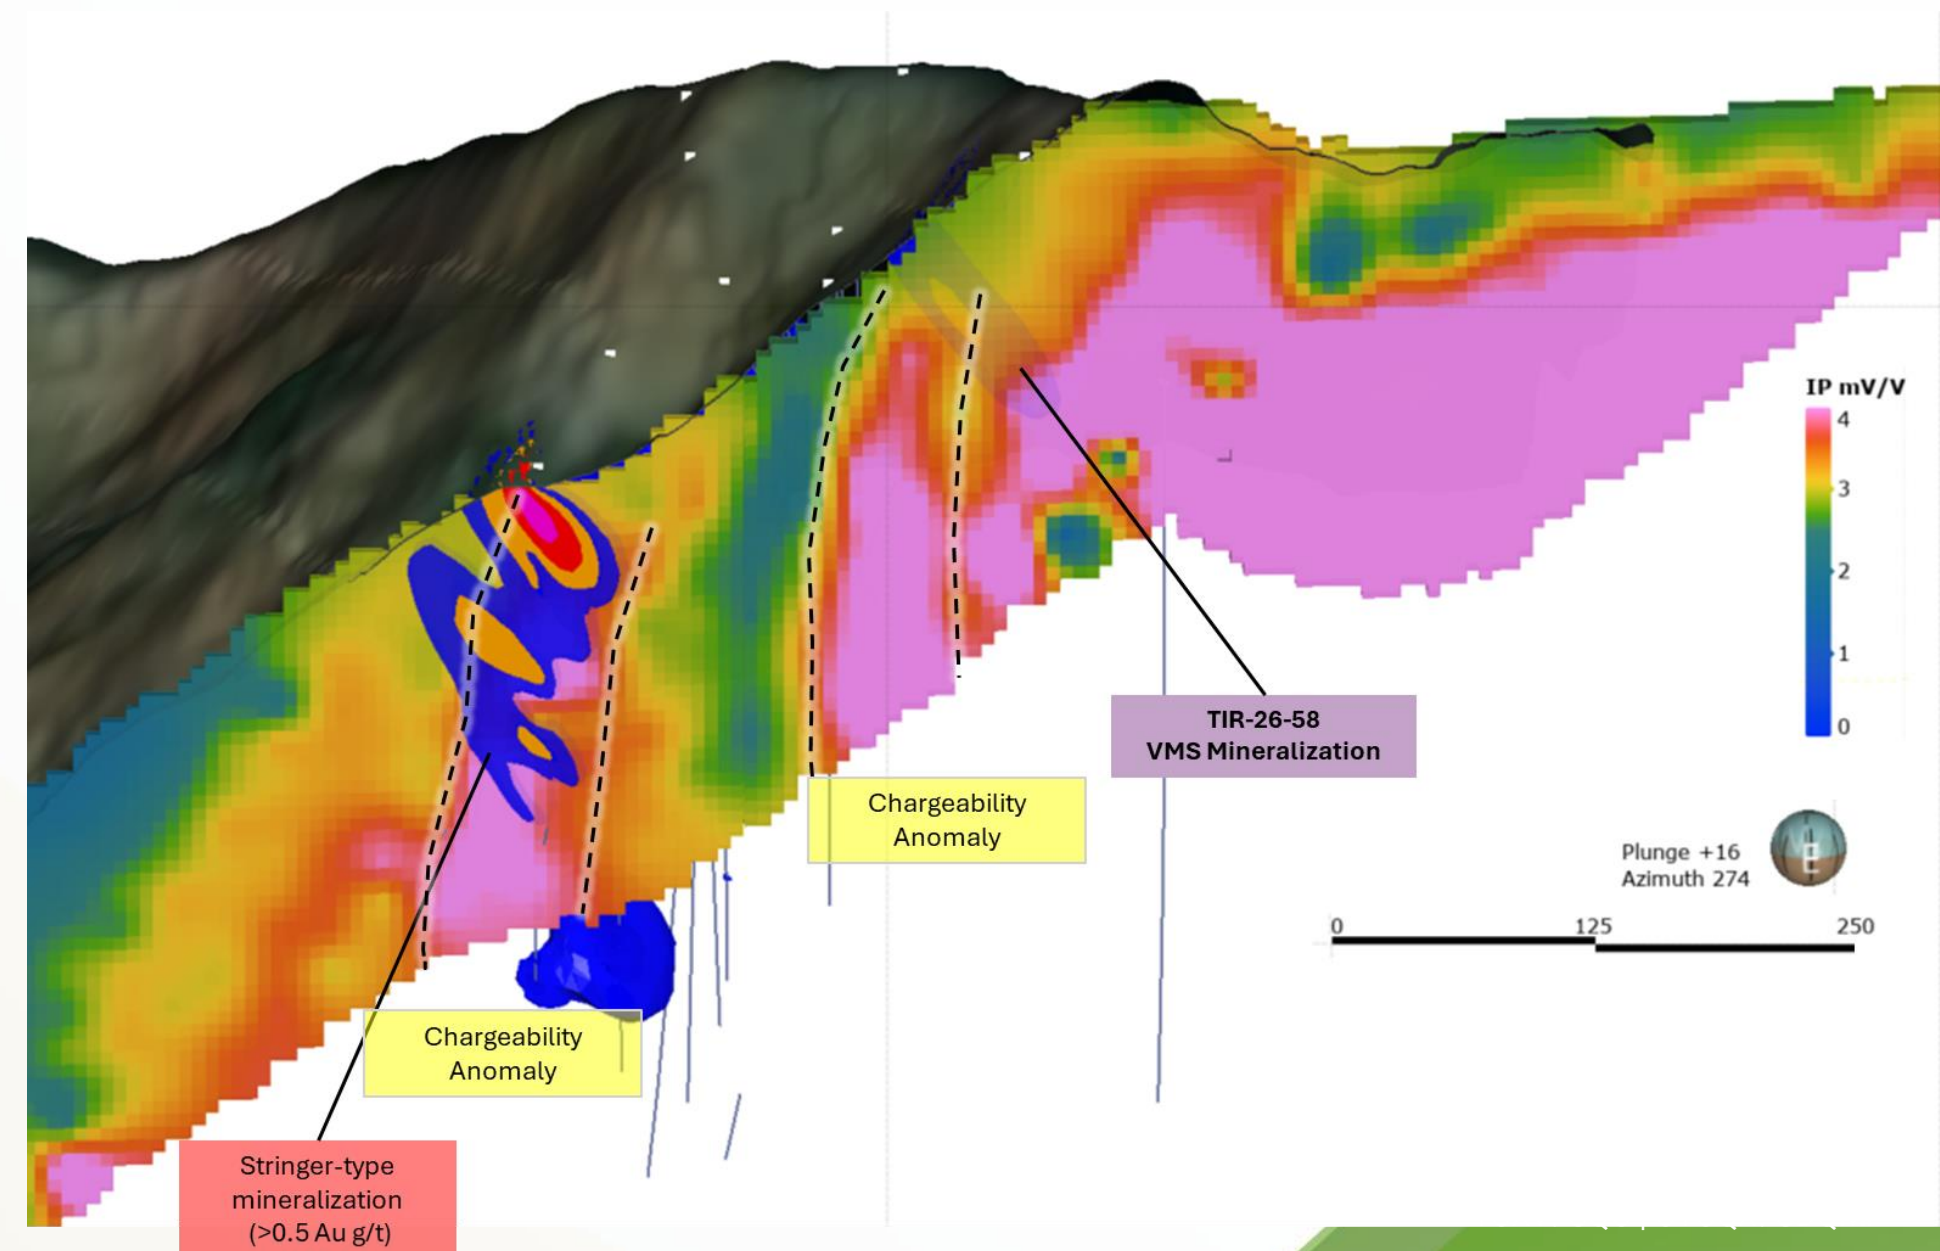 IP mV/V
4
3
2
1
0
TIR-26-58
VMS Mineralization
Chargeability
Anomaly
Plunge +16
Azimuth 274
E
0 125 250
Chargeability
Anomaly
Stringer-type
mineralization
(>0.5 Au g/t)